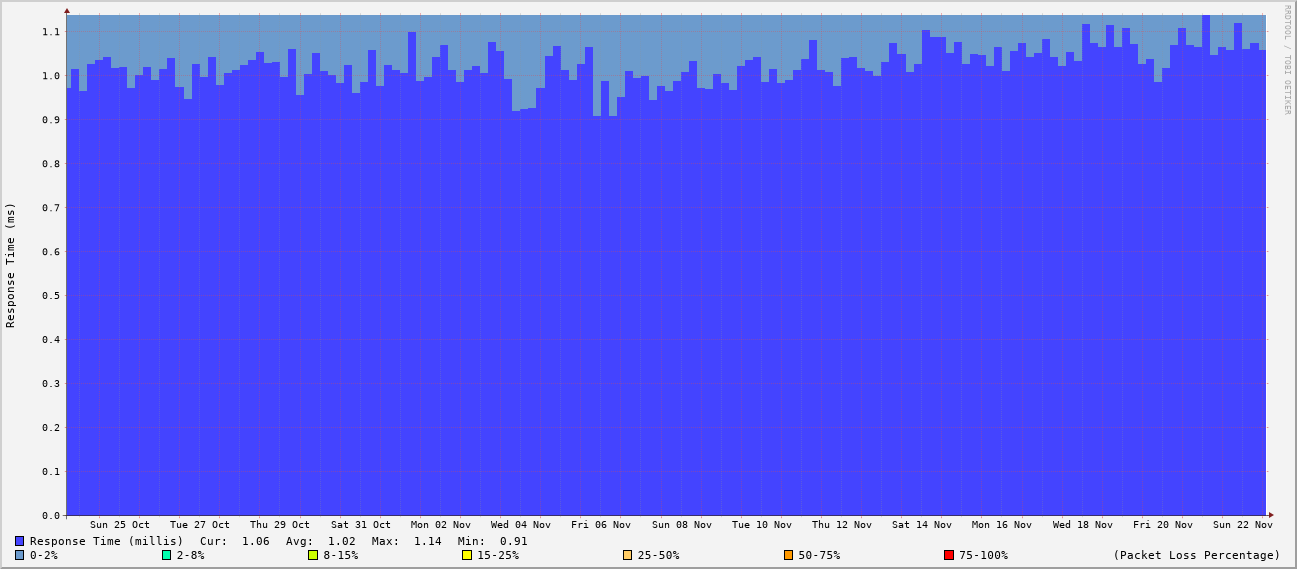 RRDTOOL / TOBI OETIKER
Response Time (ms)
1.1
1.0
0.9
0.8
0.7
0.6
0.5
0.4
0.3
0.2
0.1
0.0
Sun 25 Oct Tue 27 Oct Thu 29 Oct Sat 31 Oct Mon 02 Nov Wed 04 Nov Fri 06 Nov Sun 08 Nov Tue 10 Nov Thu 12 Nov Sat 14 Nov Mon 16 Nov Wed 18 Nov Fri 20 Nov Sun 22 Nov
Response Time (millis) Cur: 1.06 Avg: 1.02 Max: 1.14 Min: 0.91
0-2% 2-8% 8-15% 15-25% 25-50% 50-75% 75-100% (Packet Loss Percentage)